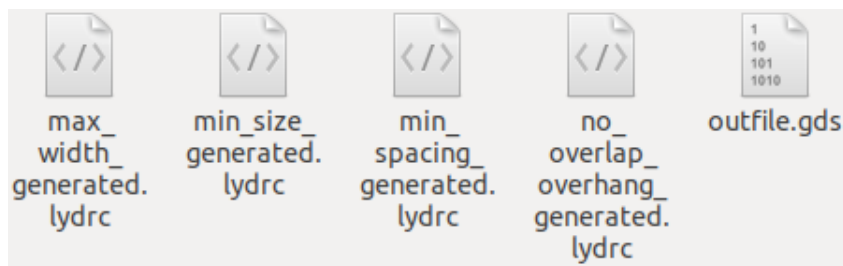 </>
max_
width_
generated.
lydrc
</>
min_size_
generated.
lydrc
</>
min_
spacing_
generated.
lydrc
</>
no_
overlap_
overhang_
generated.
lydrc
1
10
101
1010
outfile.gds